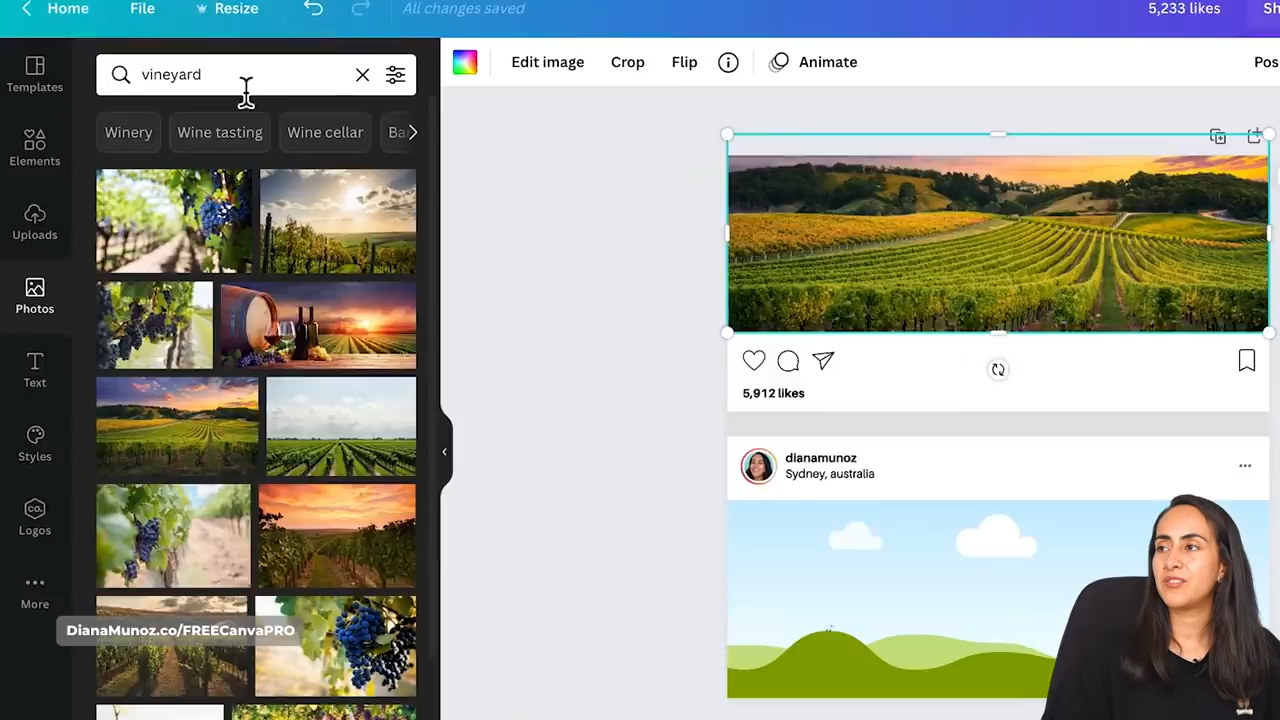 Home File Resize All changes saved 5,233 likes Sh
Templates
Elements
Uploads
Photos
Text
Styles
Logos
More
vineyard
Winery Wine tasting Wine cellar Ba
Edit image Crop Flip Animate Pos
5,912 likes
dianamunoz
Sydney, australia
CO.
DianaMunoz.co/FREECanvaPRO